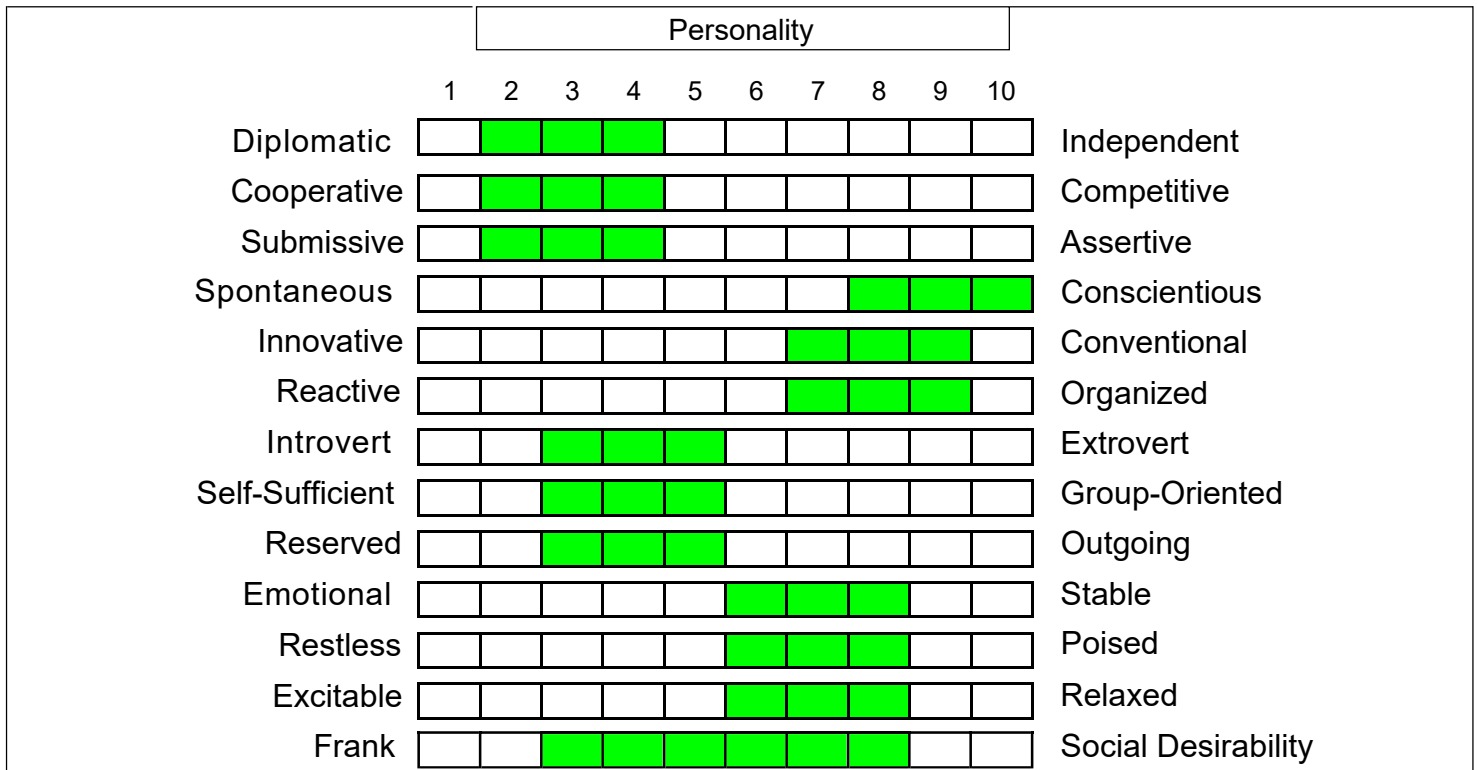 Personality
1 2 3 4 5 6 7 8 9 10
Diplomatic Independent
Cooperative Competitive
Submissive Assertive
Spontaneous Conscientious
Innovative Conventional
Reactive Organized
Introvert Extrovert
Self-Sufficient Group-Oriented
Reserved Outgoing
Emotional Stable
Restless Poised
Excitable Relaxed
Frank Social Desirability